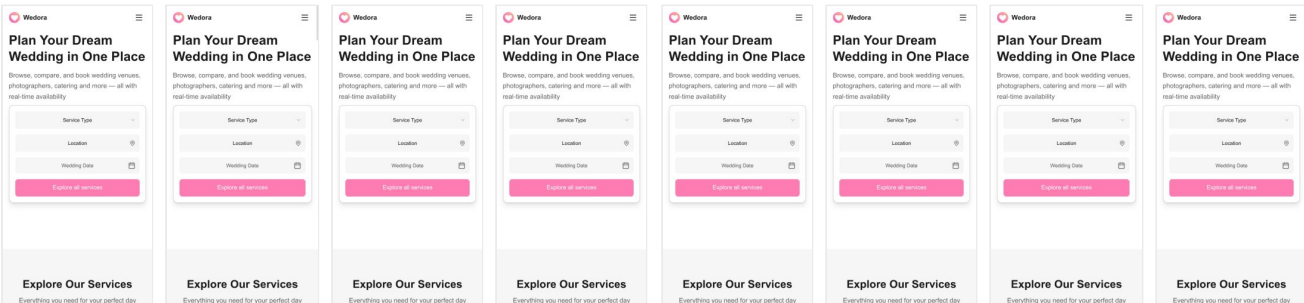 Wedora
Plan Your Dream
Wedding in One Place
Browse, compare, and book wedding venues,
photographers, catering and more — all with
real-time availability
Service Type
Location
Wedding Date
Explore all services
Explore Our Services
Everything you need for your perfect day
Wedora
Plan Your Dream
Wedding in One Place
Browse, compare, and book wedding venues,
photographers, catering and more — all with
real-time availability
Service Type
Location
Wedding Date
Explore all services
Explore Our Services
Everything you need for your perfect day
Wedora
Plan Your Dream
Wedding in One Place
Browse, compare, and book wedding venues,
photographers, catering and more — all with
real-time availability
Service Type
Location
Wedding Date
Explore all services
Explore Our Services
Everything you need for your perfect day
Wedora
Plan Your Dream
Wedding in One Place
Browse, compare, and book wedding venues,
photographers, catering and more — all with
real-time availability
Service Type
Location
Wedding Date
Explore all services
Explore Our Services
Everything you need for your perfect day
Wedora
Plan Your Dream
Wedding in One Place
Browse, compare, and book wedding venues,
photographers, catering and more — all with
real-time availability
Service Type
Location
Wedding Date
Explore all services
Explore Our Services
Everything you need for your perfect day
Wedora
Plan Your Dream
Wedding in One Place
Browse, compare, and book wedding venues,
photographers, catering and more — all with
real-time availability
Service Type
Location
Wedding Date
Explore all services
Explore Our Services
Everything you need for your perfect day
Wedora
Plan Your Dream
Wedding in One Place
Browse, compare, and book wedding venues,
photographers, catering and more — all with
real-time availability
Service Type
Location
Wedding Date
Explore all services
Explore Our Services
Everything you need for your perfect day
Wedora
Plan Your Dream
Wedding in One Place
Browse, compare, and book wedding venues,
photographers, catering and more — all with
real-time availability
Service Type
Location
Wedding Date
Explore all services
Explore Our Services
Everything you need for your perfect day